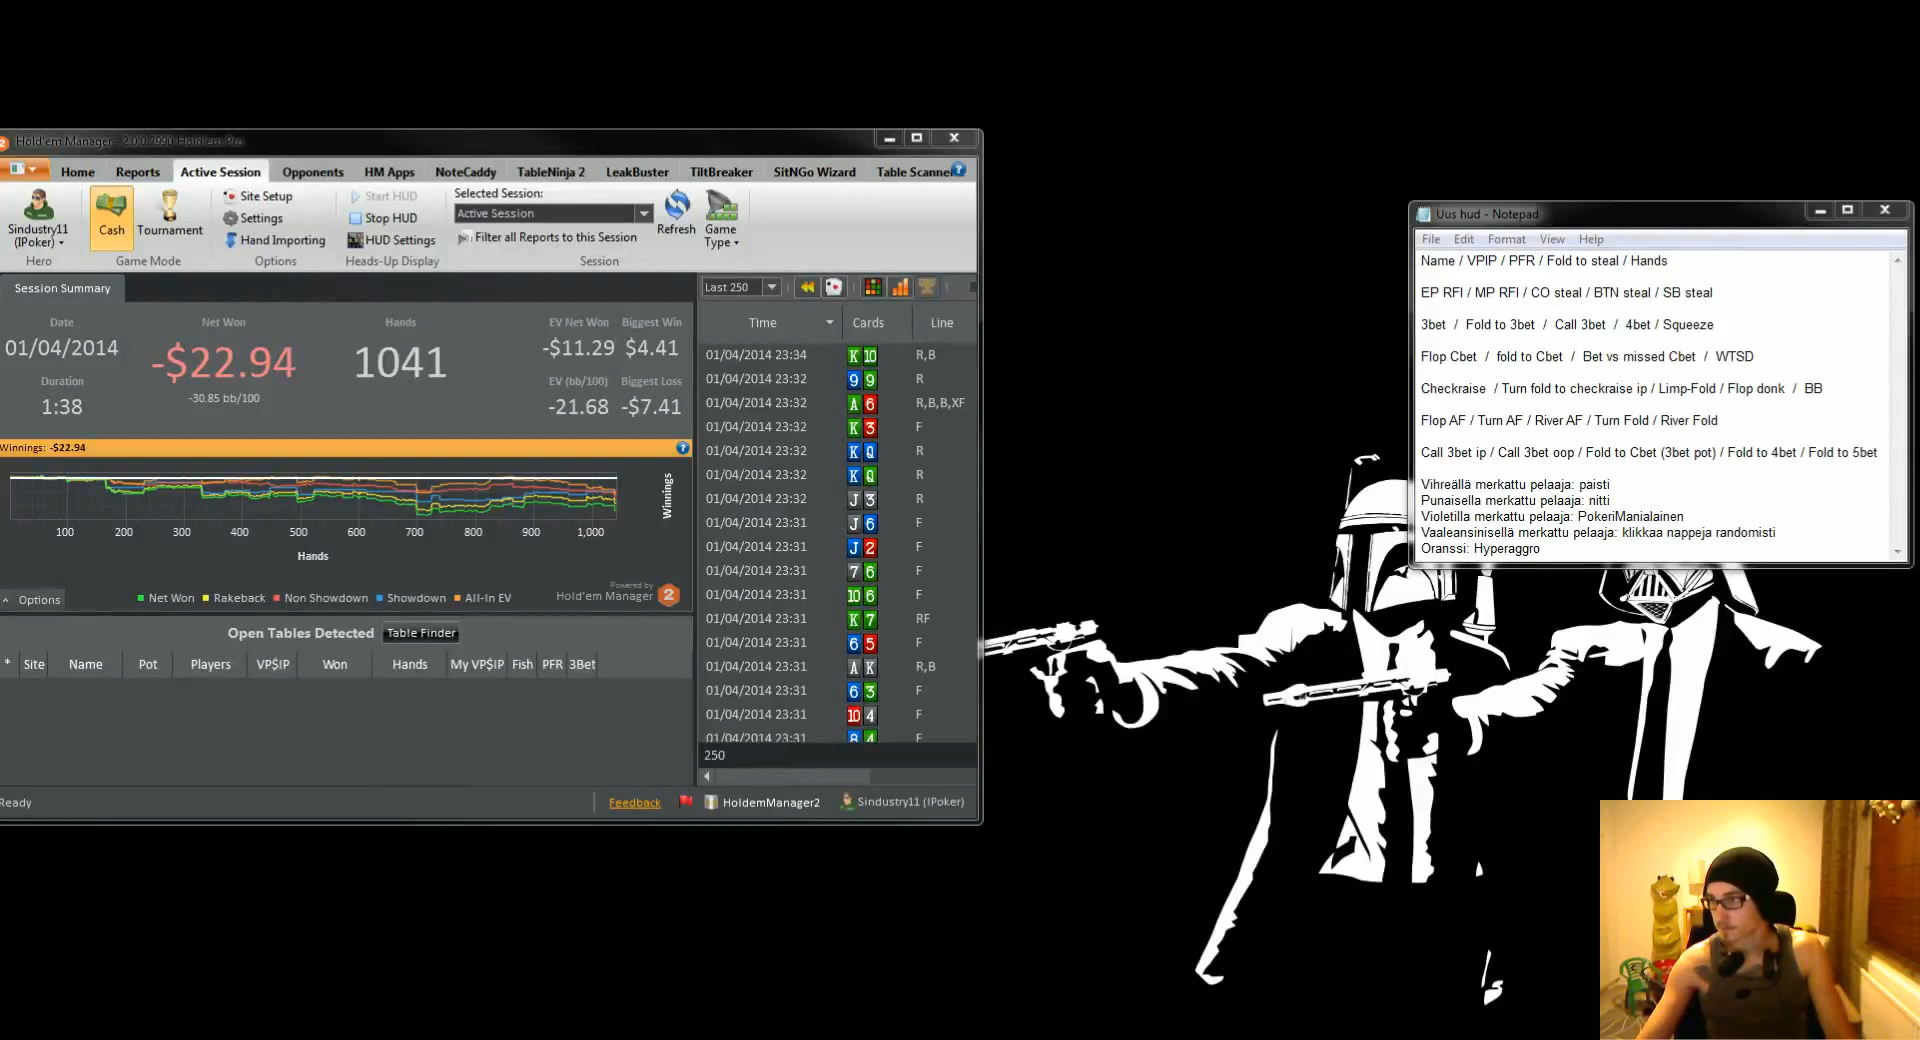 Hold'em Manager - 2.0.0.7990 Hold'em Pro
Home Reports Active Session Opponents HM Apps NoteCaddy TableNinja 2 LeakBuster TiltBreaker SitNGo Wizard Table Scanner
Sindustry11
(IPoker)
Hero
Cash
Tournament
Game Mode
Site Setup
Settings
Hand Importing
Options
Start HUD
Stop HUD
HUD Settings
Heads-Up Display
Selected Session:
Active Session
Filter all Reports to this Session
Refresh
Game
Type
Session
Session Summary
Date
01/04/2014
Duration
1:38
Net Won
-$22.94
-30.85 bb/100
Hands
1041
EV Net Won Biggest Win
-$11.29 $4.41
EV (bb/100) Biggest Loss
-21.68 -$7.41
Winnings: -$22.94
Winnings
100 200 300 400 500 600 700 800 900 1,000
Hands
Options
Net Won Rakeback Non Showdown Showdown All-In EV
Powered by
Hold'em Manager 2
Open Tables Detected Table Finder
* Site Name Pot Players VP$IP Won Hands My VP$IP Fish PFR 3Bet
Last 250
Time Cards Line
01/04/2014 23:34 K 10 R,B
01/04/2014 23:32 9 9 R
01/04/2014 23:32 A 6 R,B,B,XF
01/04/2014 23:32 K 3 F
01/04/2014 23:32 K Q R
01/04/2014 23:32 K Q R
01/04/2014 23:32 J 3 R
01/04/2014 23:31 J 6 F
01/04/2014 23:31 J 2 F
01/04/2014 23:31 7 6 F
01/04/2014 23:31 10 6 F
01/04/2014 23:31 K 7 RF
01/04/2014 23:31 6 5 F
01/04/2014 23:31 A K R,B
01/04/2014 23:31 6 3 F
01/04/2014 23:31 10 4 F
01/04/2014 23:31 8 4 F
250
Ready
Feedback HoldemManager2 Sindustry11 (IPoker)
Uus hud - Notepad
File Edit Format View Help
Name / VPIP / PFR / Fold to steal / Hands
EP RFI / MP RFI / CO steal / BTN steal / SB steal
3bet / Fold to 3bet / Call 3bet / 4bet / Squeeze
Flop Cbet / fold to Cbet / Bet vs missed Cbet / WTSD
Checkraise / Turn fold to checkraise ip / Limp-Fold / Flop donk / BB
Flop AF / Turn AF / River AF / Turn Fold / River Fold
Call 3bet ip / Call 3bet oop / Fold to Cbet (3bet pot) / Fold to 4bet / Fold to 5bet
Vihreällä merkattu pelaaja: paisti
Punaisella merkattu pelaaja: nitti
Violetilla merkattu pelaaja: PokeriManialainen
Vaaleansinisellä merkattu pelaaja: klikkaa nappeja randomisti
Oranssi: Hyperaggro